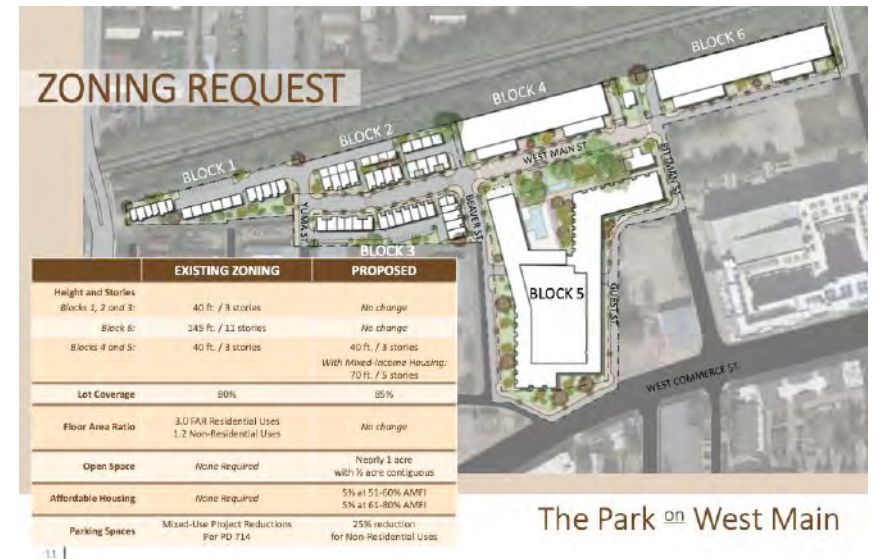 ZONING REQUEST
BLOCK 1
BLOCK 2
BLOCK 4
BLOCK 6
WEST MAIN ST.
PITTMAN ST.
YUMA ST.
BEAVER ST.
BLOCK 3
BLOCK 5
GUEST ST.
WEST COMMERCE ST.
EXISTING ZONING PROPOSED
Height and Stories
Blocks 1, 2 and 3: 40 ft. / 3 stories No change
Block 6: 145 ft. / 11 stories No change
Blocks 4 and 5: 40 ft. / 3 stories 40 ft. / 3 stories
With Mixed-Income Housing:
70 ft. / 5 stories
Lot Coverage 80% 85%
Floor Area Ratio 3.0 FAR Residential Uses
1.2 Non-Residential Uses No change
Open Space None Required Nearly 1 acre
with ½ acre contiguous
Affordable Housing None Required 5% at 51-60% AMFI
5% at 61-80% AMFI
Parking Spaces Mixed-Use Project Reductions
Per PD 714 25% reduction
for Non-Residential Uses
The Park on West Main
11 |